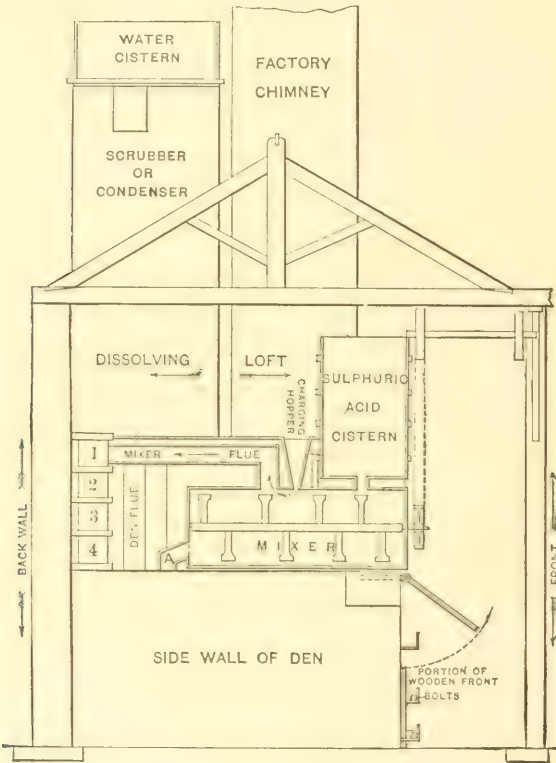 WATER
CISTERN
FACTORY
CHIMNEY
SCRUBBER
OR
CONDENSER
DISSOLVING
LOFT
CHARGING
HOPPER
SULPHURIC
ACID
CISTERN
1
MIXER
FLUE
2
3
4
DEN FLUE
A
MIXER
BACK WALL
FRONT
SIDE WALL OF DEN
PORTION OF
WOODEN FRONT
BOLTS